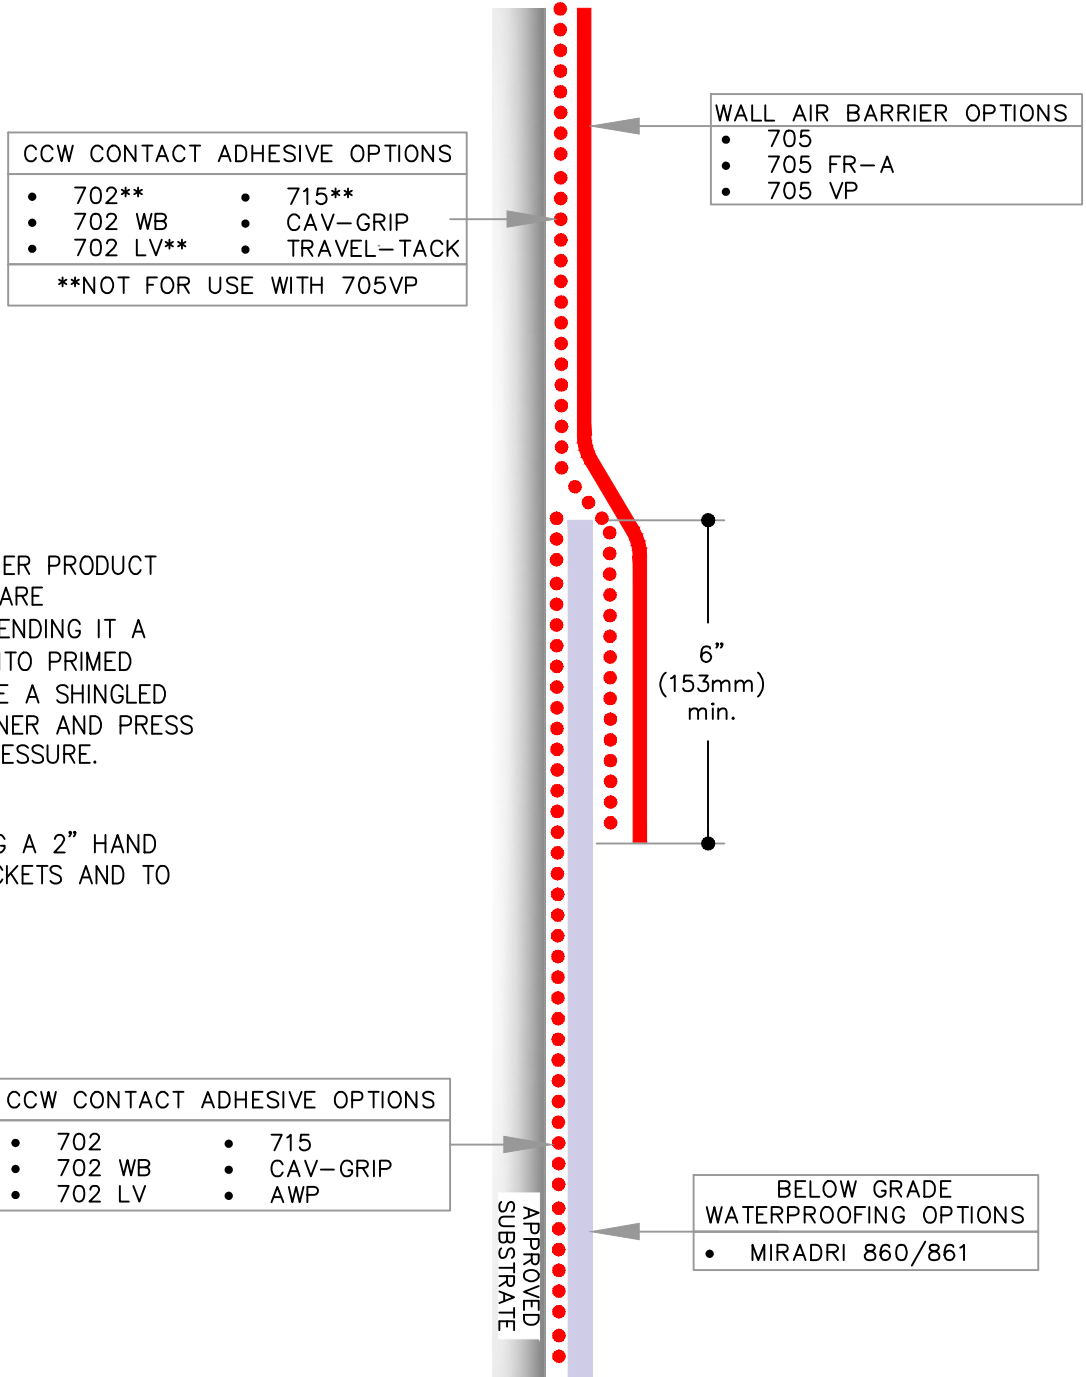 WALL AIR BARRIER OPTIONS
• 705
• 705 FR-A
• 705 VP
CCW CONTACT ADHESIVE OPTIONS
• 702** • 715**
• 702 WB • CAV-GRIP
• 702 LV** • TRAVEL-TACK
**NOT FOR USE WITH 705VP
ER PRODUCT
ARE
ENDING IT A
TO PRIMED
E A SHINGLED
NER AND PRESS
ESSURE.
6"
(153mm)
min.
G A 2" HAND
CKETS AND TO
CCW CONTACT ADHESIVE OPTIONS
• 702 • 715
• 702 WB • CAV-GRIP
• 702 LV • AWP
APPROVED
SUBSTRATE
BELOW GRADE
WATERPROOFING OPTIONS
• MIRADRI 860/861